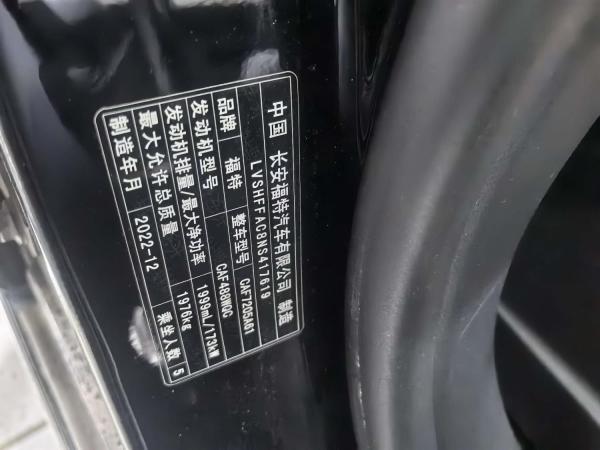 中国 长安福特汽车有限公司 制造
LVSHFFAC8NS417619
品牌 福特 整车型号 CAF7205A61
发动机型号 CAF488WQG
发动机排量/最大净功率 1999mL/173kW
最大允许总质量 1976kg
制造年月 2022-12 乘坐人数 5